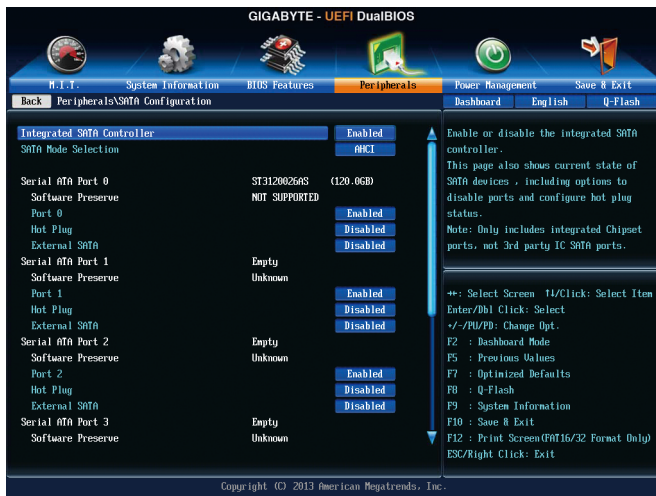 GIGABYTE - UEFI DualBIOS
M.I.T. System Information BIOS Features Peripherals Power Management Save & Exit
Back Peripherals\SATA Configuration Dashboard English Q-Flash
Integrated SATA Controller Enabled
SATA Mode Selection AHCI
Serial ATA Port 0 ST3120026AS (120.0GB)
Software Preserve NOT SUPPORTED
Port 0 Enabled
Hot Plug Disabled
External SATA Disabled
Serial ATA Port 1 Empty
Software Preserve Unknown
Port 1 Enabled
Hot Plug Disabled
External SATA Disabled
Serial ATA Port 2 Empty
Software Preserve Unknown
Port 2 Enabled
Hot Plug Disabled
External SATA Disabled
Serial ATA Port 3 Empty
Software Preserve Unknown
Enable or disable the integrated SATA
controller.
This page also shows current state of
SATA devices , including options to
disable ports and configure hot plug
status.
Note: Only includes integrated Chipset
ports, not 3rd party IC SATA ports.
→←: Select Screen ↑↓/Click: Select Item
Enter/Dbl Click: Select
+/-/PU/PD: Change Opt.
F2 : Dashboard Mode
F5 : Previous Values
F7 : Optimized Defaults
F8 : Q-Flash
F9 : System Information
F10 : Save & Exit
F12 : Print Screen(FAT16/32 Format Only)
ESC/Right Click: Exit
Copyright (C) 2013 American Megatrends, Inc.